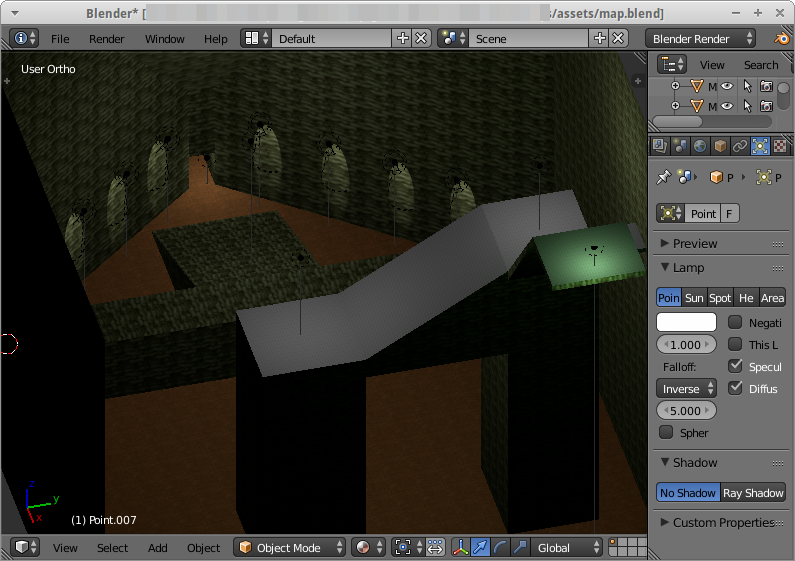 Blender* [ s/assets/map.blend]
File Render Window Help Default Scene Blender Render
User Ortho
View Search
M
M
P P
Point F
Preview
Lamp
Poin Sun Spot He Area
Negati
1.000 This L
Falloff: Specul
Inverse Diffus
5.000
Spher
Shadow
No Shadow Ray Shadow
Custom Properties
z
y
x
(1) Point.007
View Select Add Object Object Mode Global